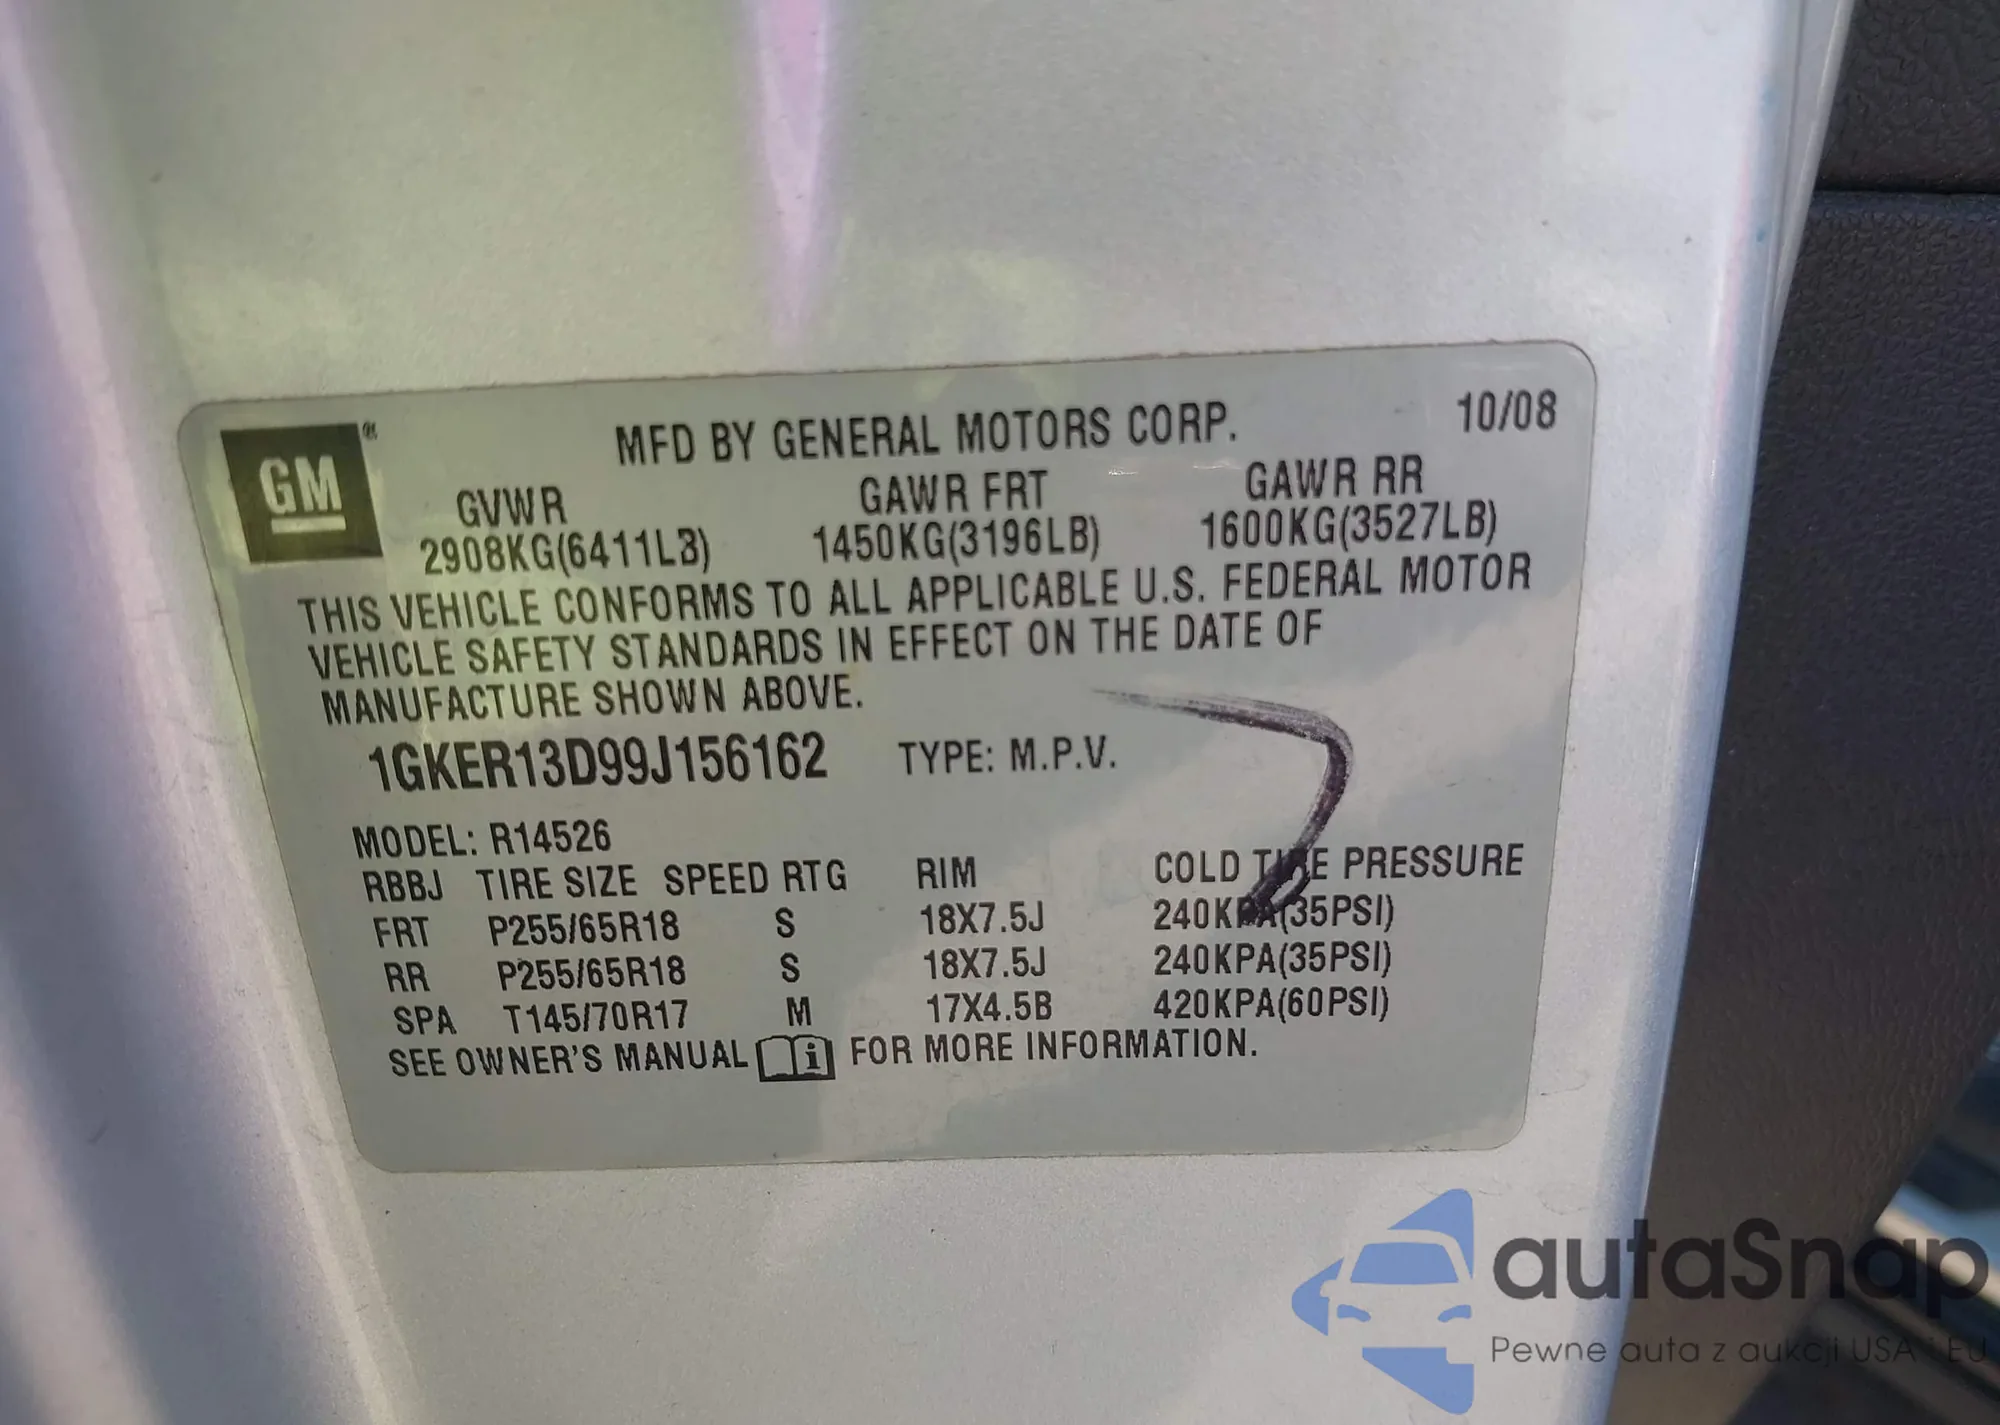 GM ®
MFD BY GENERAL MOTORS CORP. 10/08
GVWR GAWR FRT GAWR RR
2908KG(6411LB) 1450KG(3196LB) 1600KG(3527LB)
THIS VEHICLE CONFORMS TO ALL APPLICABLE U.S. FEDERAL MOTOR
VEHICLE SAFETY STANDARDS IN EFFECT ON THE DATE OF
MANUFACTURE SHOWN ABOVE.
1GKER13D99J156162 TYPE: M.P.V.
MODEL: R14526
RBBJ TIRE SIZE SPEED RTG RIM COLD TIRE PRESSURE
FRT P255/65R18 S 18X7.5J 240KPA(35PSI)
RR P255/65R18 S 18X7.5J 240KPA(35PSI)
SPA T145/70R17 M 17X4.5B 420KPA(60PSI)
SEE OWNER'S MANUAL i FOR MORE INFORMATION.
autaSnap
Pewne auta z aukcji USA i EU